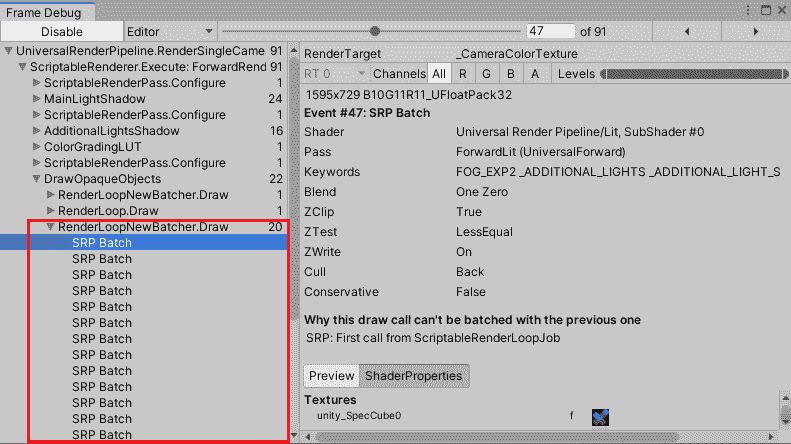 Frame Debug
Disable
Editor
47
of 91
UniversalRenderPipeline.RenderSingleCame 91
ScriptableRenderer.Execute: ForwardRend 91
ScriptableRenderPass.Configure 1
MainLightShadow 24
ScriptableRenderPass.Configure 1
AdditionalLightsShadow 16
ColorGradingLUT 1
ScriptableRenderPass.Configure 1
DrawOpaqueObjects 22
RenderLoopNewBatcher.Draw 1
RenderLoop.Draw 1
RenderLoopNewBatcher.Draw 20
SRP Batch
SRP Batch
SRP Batch
SRP Batch
SRP Batch
SRP Batch
SRP Batch
SRP Batch
SRP Batch
SRP Batch
SRP Batch
SRP Batch
SRP Batch
RenderTarget _CameraColorTexture
RT 0 Channels All R G B A Levels
1595x729 B10G11R11_UFloatPack32
Event #47: SRP Batch
Shader Universal Render Pipeline/Lit, SubShader #0
Pass ForwardLit (UniversalForward)
Keywords FOG_EXP2 _ADDITIONAL_LIGHTS _ADDITIONAL_LIGHT_S
Blend One Zero
ZClip True
ZTest LessEqual
ZWrite On
Cull Back
Conservative False
Why this draw call can't be batched with the previous one
SRP: First call from ScriptableRenderLoopJob
Preview ShaderProperties
Textures
unity_SpecCube0 f